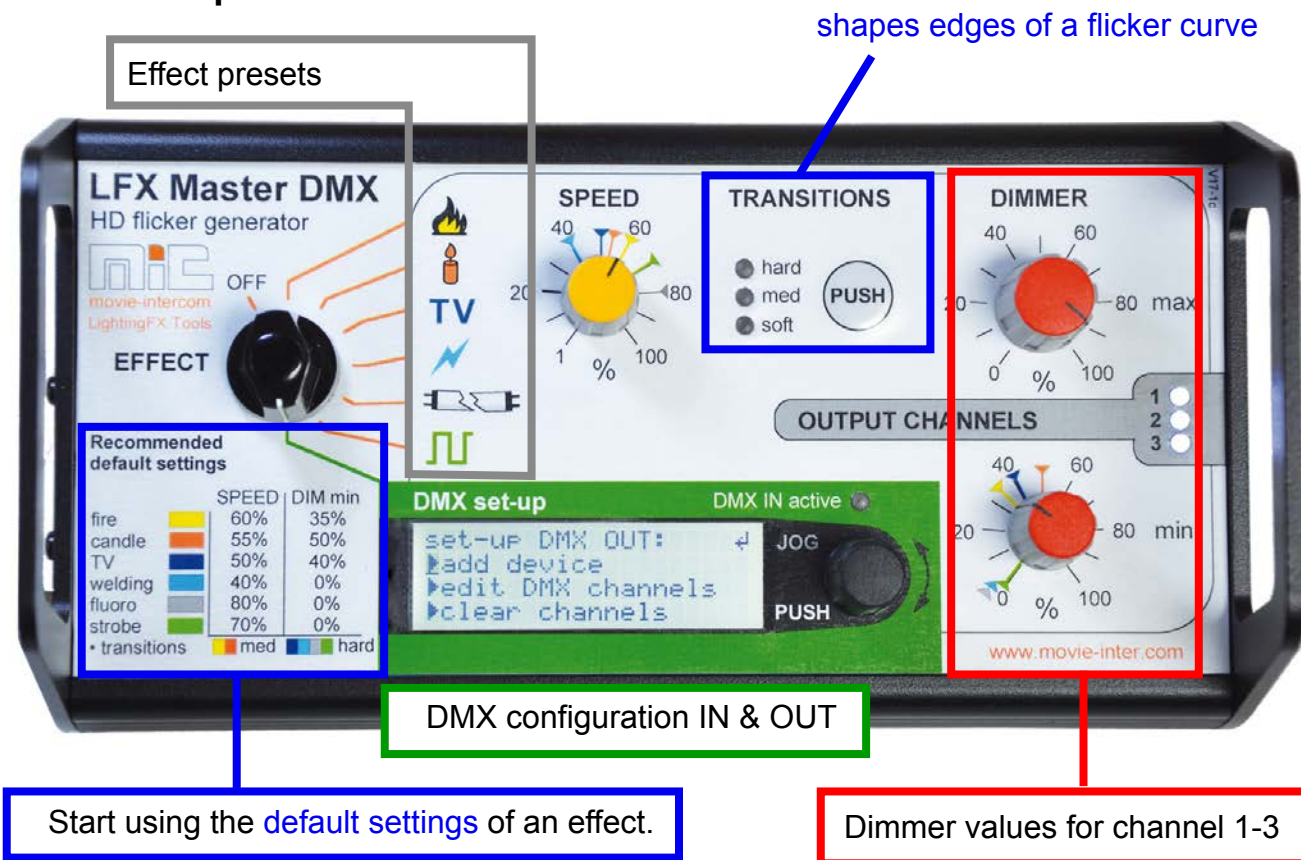 shapes edges of a flicker curve
Effect presets
LFX Master DMX
HD flicker generator
mic
movie-intercom
LightingFX Tools
OFF
EFFECT
TV
SPEED
1 20 40 60 80 100
%
TRANSITIONS
hard
med
soft
PUSH
DIMMER
0 20 40 60 80 100
%
max
V17-1c
OUTPUT CHANNELS
1
2
3
0 20 40 60 80 100
%
min
www.movie-inter.com
Recommended
default settings
SPEED DIM min
fire 60% 35%
candle 55% 50%
TV 50% 40%
welding 40% 0%
fluoro 80% 0%
strobe 70% 0%
• transitions med hard
DMX set-up
DMX IN active
set-up DMX OUT:
add device
edit DMX channels
clear channels
JOG
PUSH
DMX configuration IN & OUT
Start using the default settings of an effect.
Dimmer values for channel 1-3